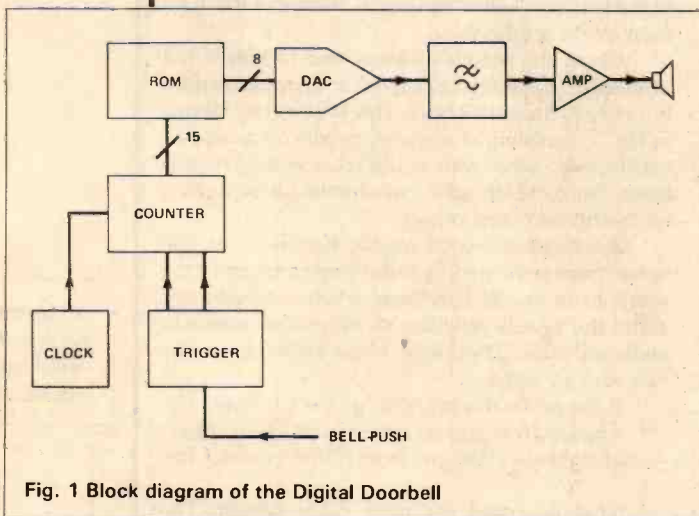 ROM
8
DAC
AMP
15
COUNTER
CLOCK
TRIGGER
BELL-PUSH
Fig. 1 Block diagram of the Digital Doorbell